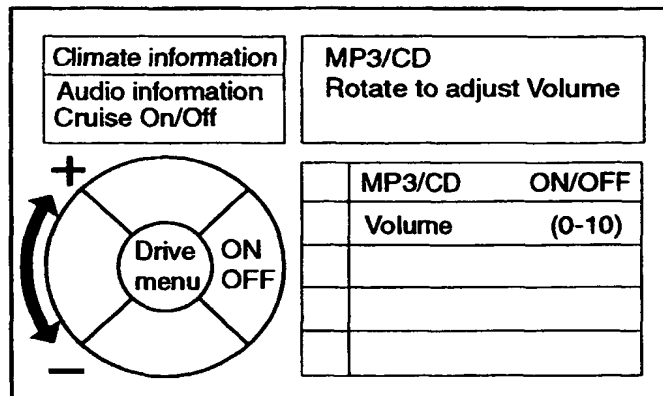 Climate information
Audio information
Cruise On/Off
MP3/CD
Rotate to adjust Volume
+
Drive
menu
ON
OFF
−
MP3/CD ON/OFF
Volume (0-10)